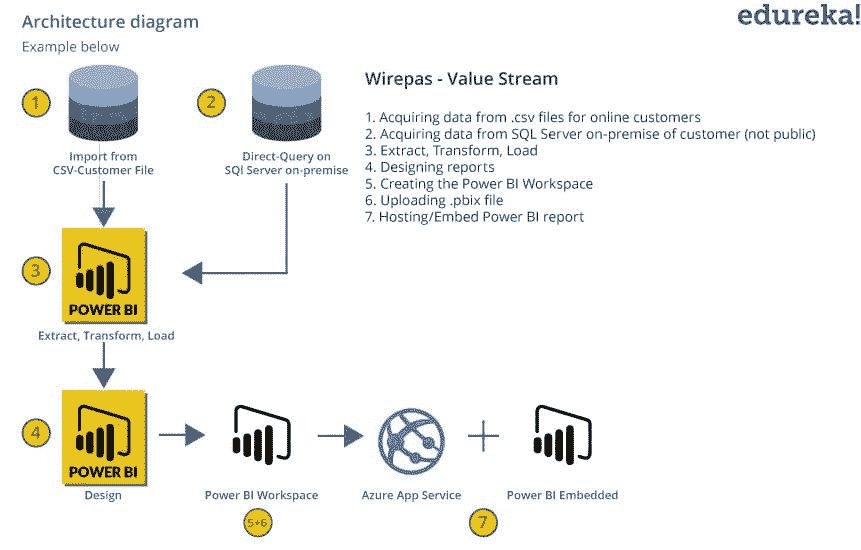 Architecture diagram
Example below
edureka!
1
2
Import from
CSV-Customer File
Direct-Query on
SQl Server on-premise
Wirepas - Value Stream
1. Acquiring data from .csv files for online customers
2. Acquiring data from SQL Server on-premise of customer (not public)
3. Extract, Transform, Load
4. Designing reports
5. Creating the Power BI Workspace
6. Uploading .pbix file
7. Hosting/Embed Power BI report
3
POWER BI
Extract, Transform, Load
4
POWER BI
Design
Power BI Workspace
Azure App Service
Power BI Embedded
5+6
7